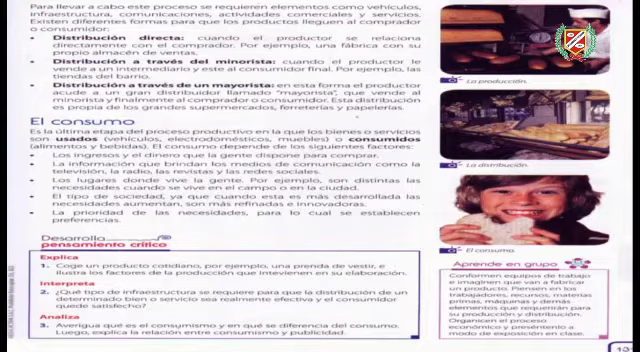 Para llevar a cabo este proceso se requieren elementos como vehículos,
infraestructura, comunicaciones, actividades comerciales y servicios.
Existen diferentes formas para que los productos lleguen al comprador
o consumidor:
• Distribución directa: cuando el productor se relaciona
directamente con el comprador. Por ejemplo, una fábrica con su
propio almacén de ventas.
• Distribución a través del minorista: cuando el productor le
vende a un intermediario y este al consumidor final. Por ejemplo, las
tiendas del barrio.
• Distribución a través de un mayorista: en esta forma el productor
acude a un gran distribuidor llamado "mayorista", que vende al
minorista y finalmente al comprador o consumidor. Esta distribución
es propia de los grandes supermercados, ferreterías y papelerías.
El consumo
Es la última etapa del proceso productivo en la que los bienes o servicios
son usados (vehículos, electrodomésticos, muebles) o consumidos
(alimentos y bebidas). El consumo depende de los siguientes factores:
• Los ingresos y el dinero que la gente dispone para comprar.
• La información que brindan los medios de comunicación como la
televisión, la radio, las revistas y las redes sociales.
• Los lugares donde vive la gente. Por ejemplo, son distintas las
necesidades cuando se vive en el campo o en la ciudad.
• El tipo de sociedad, ya que cuando esta es más desarrollada las
necesidades aumentan, son más refinadas e innovadoras.
• La prioridad de las necesidades, para lo cual se establecen
preferencias.
Desarrolla
pensamiento crítico
Explica
1. Coge un producto cotidiano, por ejemplo, una prenda de vestir, e
ilustra los factores de la producción que intevienen en su elaboración.
Interpreta
2. ¿Qué tipo de infraestructura se requiere para que la distribución de un
determinado bien o servicio sea realmente efectiva y el consumidor
quede satisfecho?
Analiza
3. Averigua qué es el consumismo y en qué se diferencia del consumo.
Luego, explica la relación entre consumismo y publicidad.
La producción.
La distribución.
El consumo.
Aprende en grupo
Conformen equipos de trabajo
e imaginen que van a fabricar
un producto. Piensen en los
trabajadores, recursos, materias
primas, máquinas y demás
elementos que requerirán para
su producción y distribución.
Organicen el proceso
económico y preséntenlo a
modo de exposición en clase.